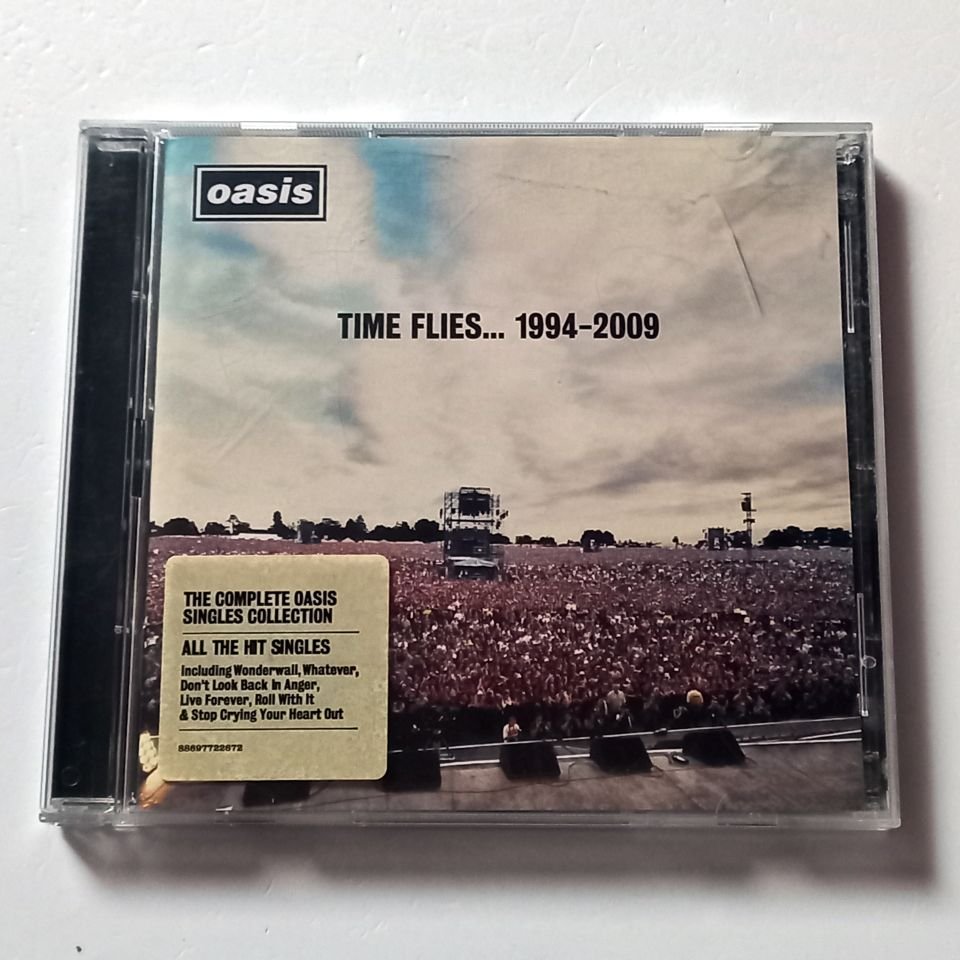 oasis
TIME FLIES... 1994-2009
THE COMPLETE OASIS
SINGLES COLLECTION
ALL THE HIT SINGLES
Including Wonderwall, Whatever,
Don't Look Back In Anger,
Live Forever, Roll With It
& Stop Crying Your Heart Out
88697722672